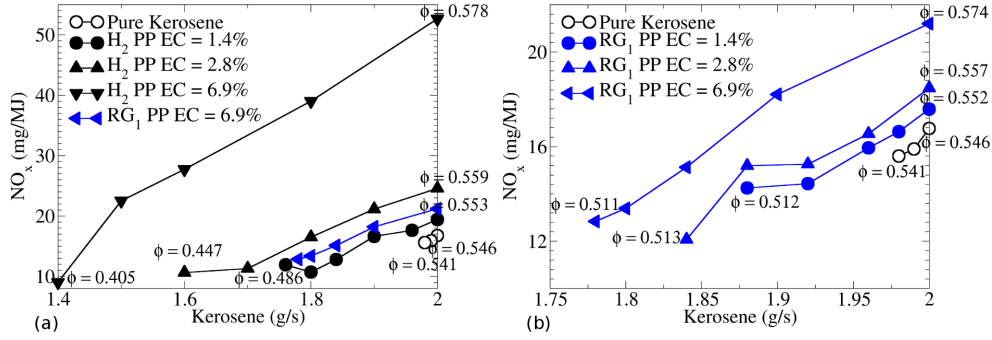 Pure Kerosene
H2 PP EC = 1.4%
H2 PP EC = 2.8%
H2 PP EC = 6.9%
RG1 PP EC = 6.9%
ϕ = 0.578
ϕ = 0.559
ϕ = 0.553
ϕ = 0.546
ϕ = 0.541
ϕ = 0.447
ϕ = 0.486
ϕ = 0.405
50
40
30
20
10
NOx (mg/MJ)
1.4 1.6 1.8 2
Kerosene (g/s)
(a)
Pure Kerosene
RG1 PP EC = 1.4%
RG1 PP EC = 2.8%
RG1 PP EC = 6.9%
ϕ = 0.574
ϕ = 0.557
ϕ = 0.552
ϕ = 0.546
ϕ = 0.541
ϕ = 0.511
ϕ = 0.512
ϕ = 0.513
20
16
12
NOx (mg/MJ)
1.75 1.8 1.85 1.9 1.95 2
Kerosene (g/s)
(b)